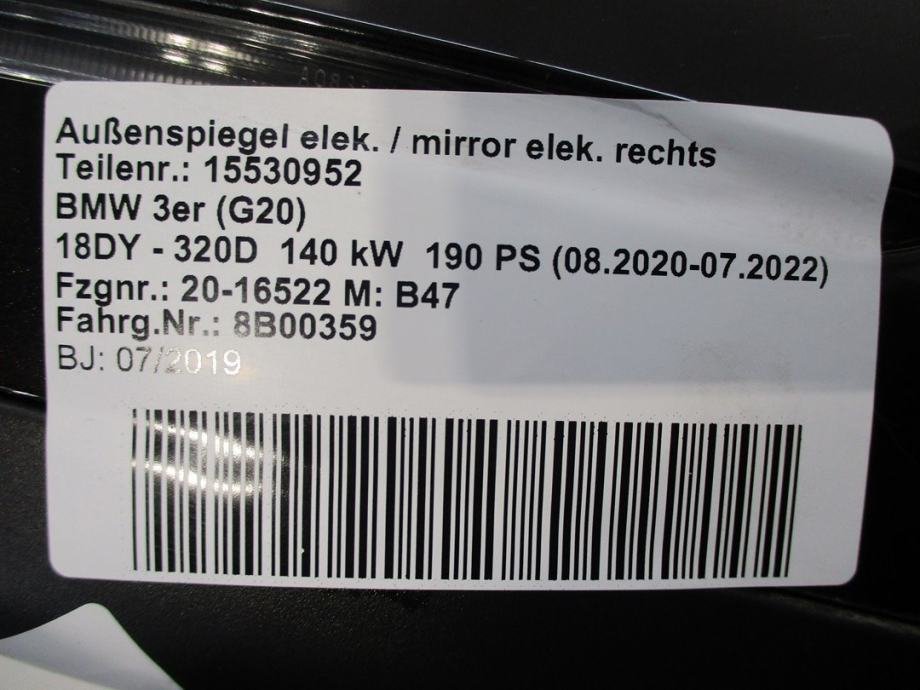 Außenspiegel elek. / mirror elek. rechts
Teilenr.: 15530952
BMW 3er (G20)
18DY - 320D 140 kW 190 PS (08.2020-07.2022)
Fzgnr.: 20-16522 M: B47
Fahrg.Nr.: 8B00359
BJ: 07/2019